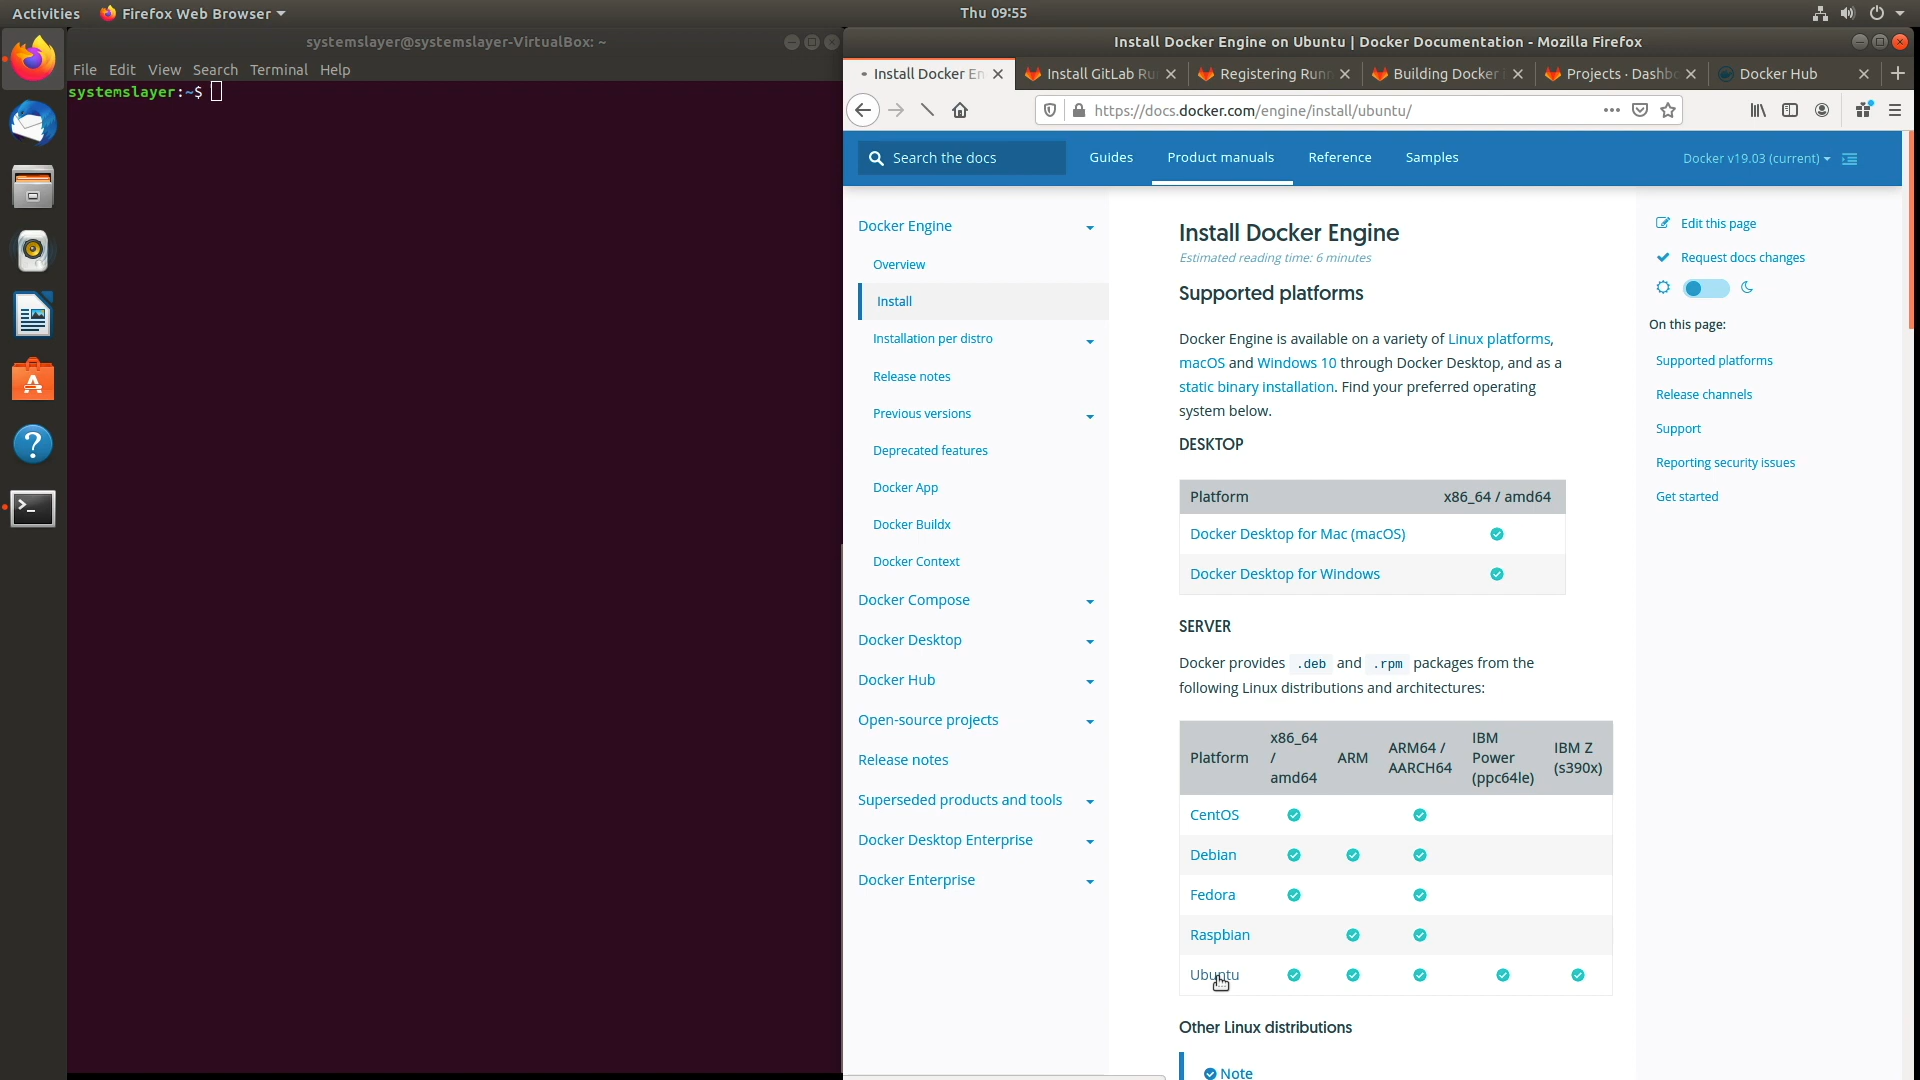 Activities Firefox Web Browser Thu 09:55
systemslayer@systemslayer-VirtualBox: ~
File Edit View Search Terminal Help
systemslayer:~$
Install Docker Engine on Ubuntu | Docker Documentation - Mozilla Firefox
Install Docker En Install GitLab Ru Registering Runn Building Docker Projects · Dashb Docker Hub
https://docs.docker.com/engine/install/ubuntu/
Search the docs Guides Product manuals Reference Samples Docker v19.03 (current)
Docker Engine
Overview
Install
Installation per distro
Release notes
Previous versions
Deprecated features
Docker App
Docker Buildx
Docker Context
Docker Compose
Docker Desktop
Docker Hub
Open-source projects
Release notes
Superseded products and tools
Docker Desktop Enterprise
Docker Enterprise
Install Docker Engine
Estimated reading time: 6 minutes
Supported platforms
Docker Engine is available on a variety of Linux platforms,
macOS and Windows 10 through Docker Desktop, and as a
static binary installation. Find your preferred operating
system below.
DESKTOP
Platform x86_64 / amd64
Docker Desktop for Mac (macOS)
Docker Desktop for Windows
SERVER
Docker provides .deb and .rpm packages from the
following Linux distributions and architectures:
Platform x86_64 / amd64 ARM ARM64 / AARCH64 IBM Power (ppc64le) IBM Z (s390x)
CentOS
Debian
Fedora
Raspbian
Ubuntu
Other Linux distributions
Note
Edit this page
Request docs changes
On this page:
Supported platforms
Release channels
Support
Reporting security issues
Get started